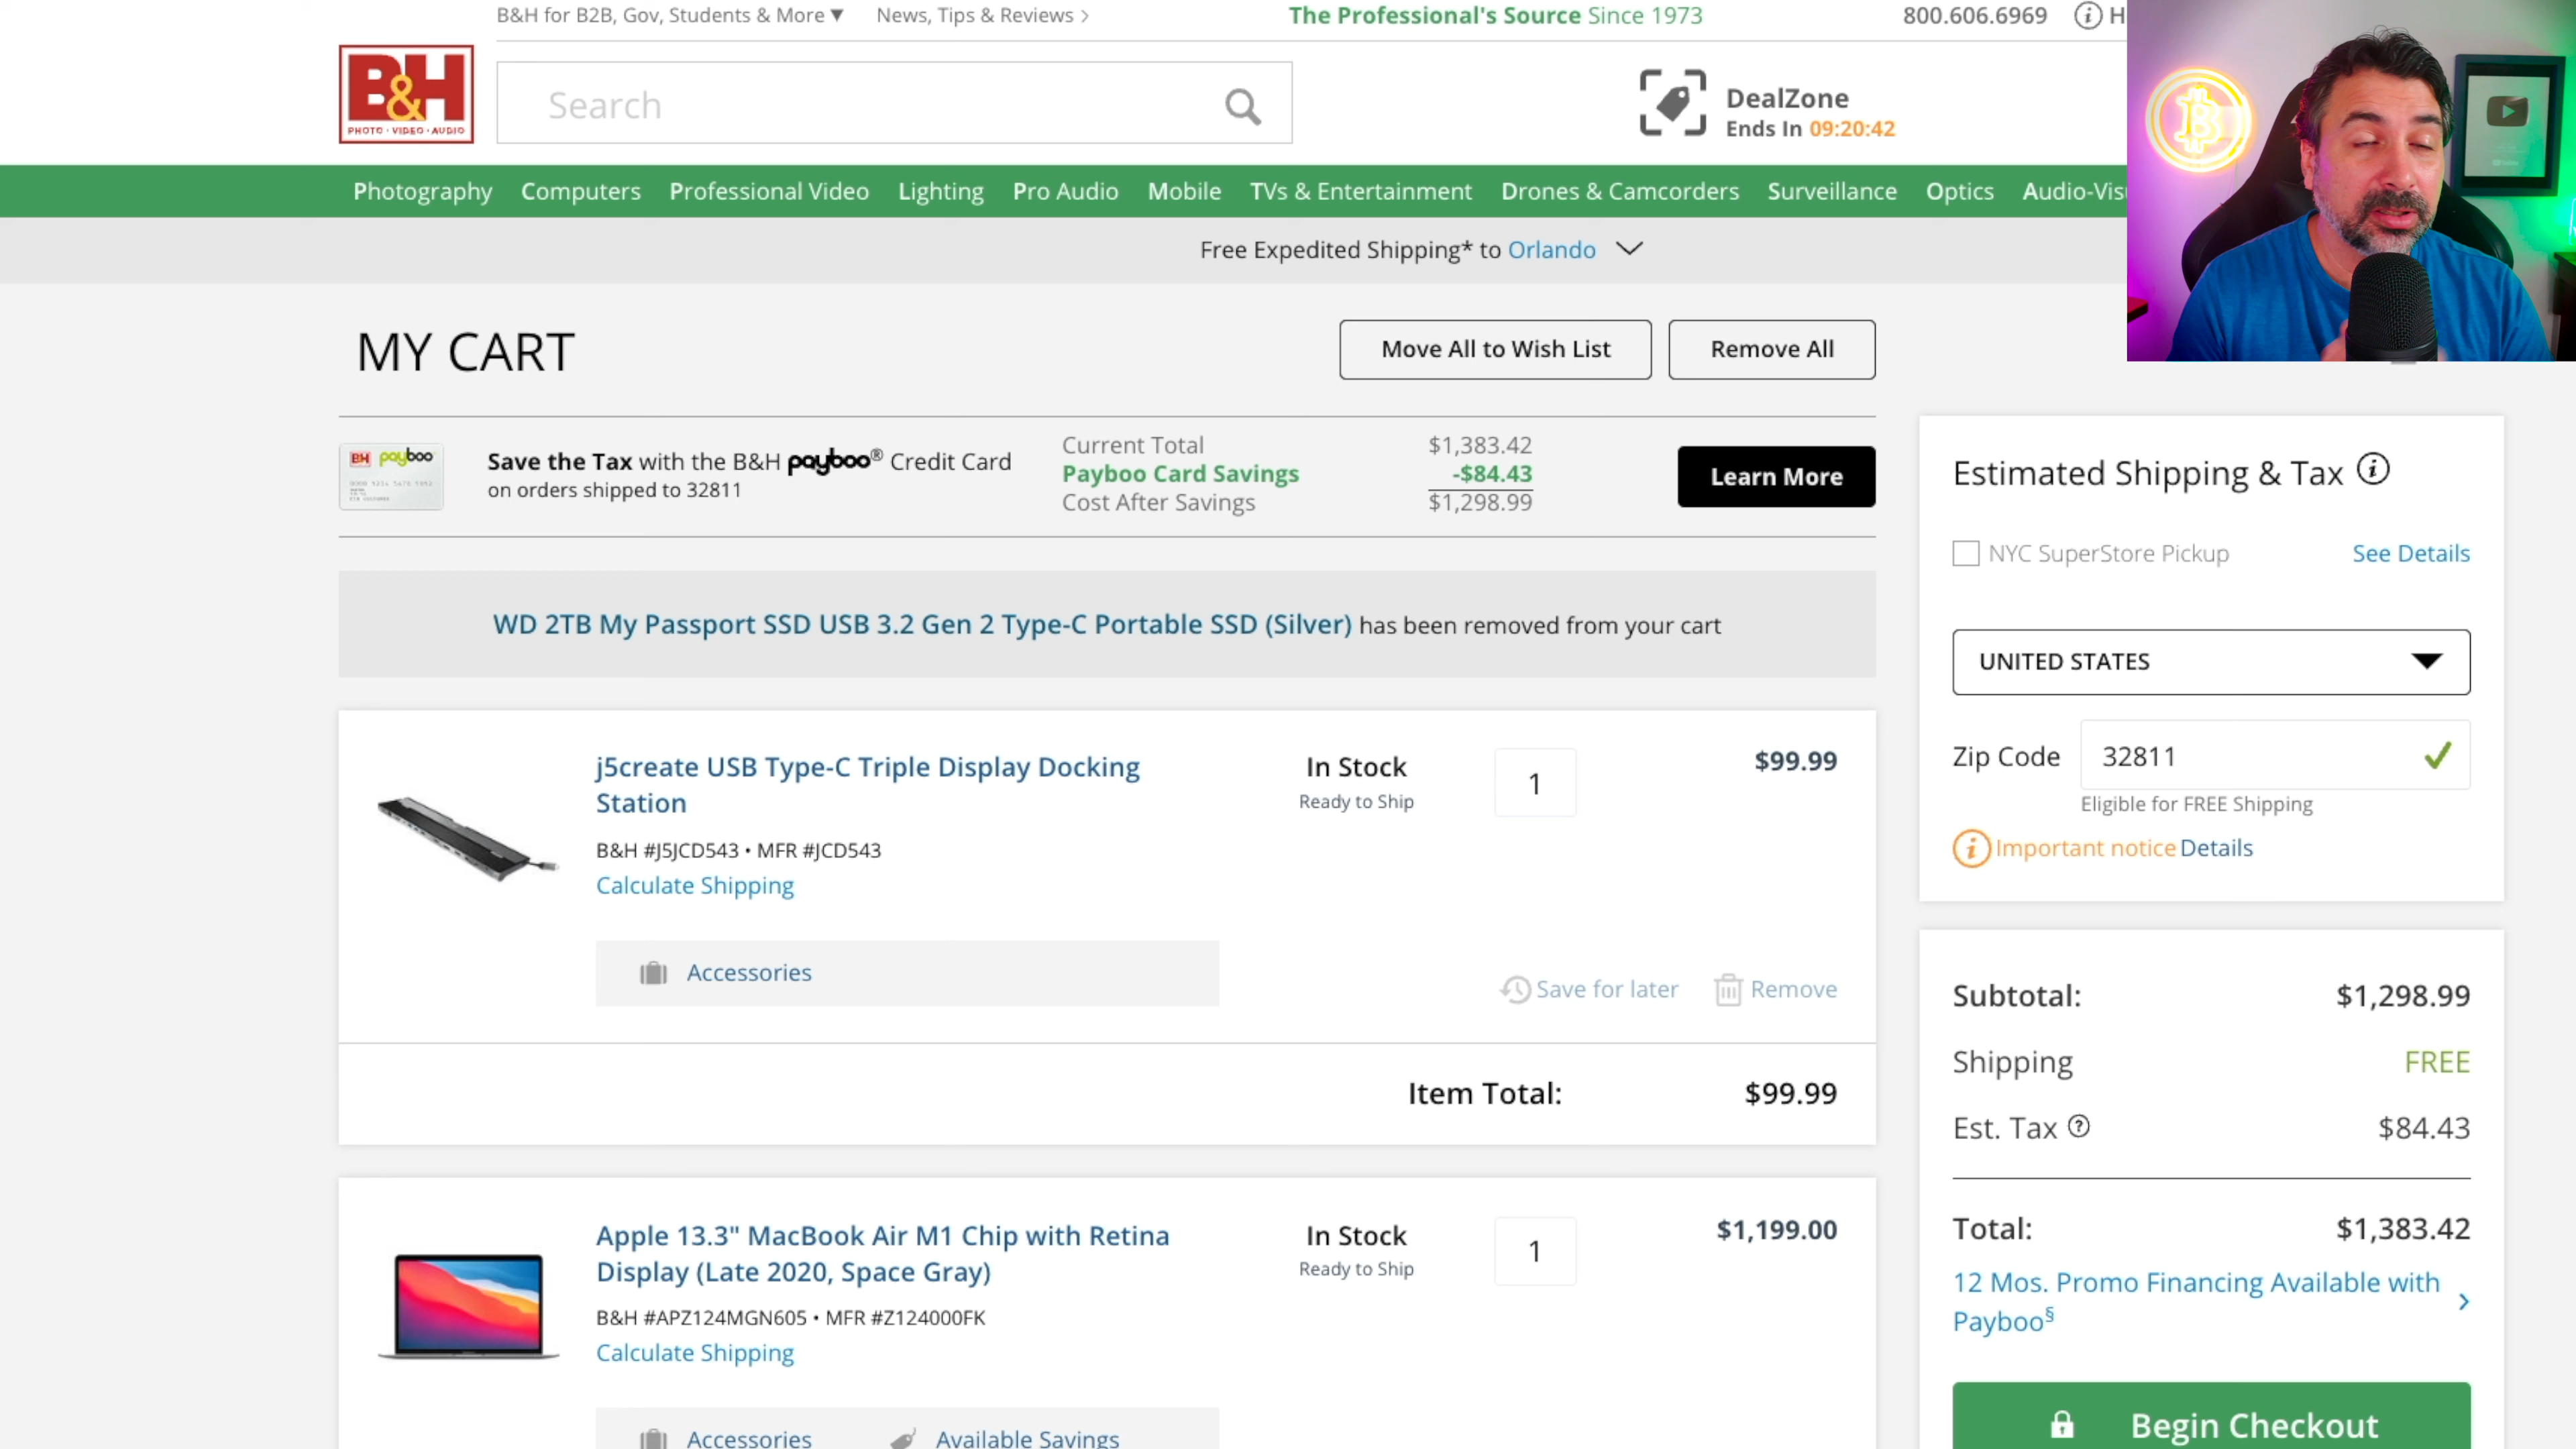 B&H for B2B, Gov, Students & More ▼ News, Tips & Reviews > The Professional's Source Since 1973 800.606.6969 H
B&H
PHOTO · VIDEO · AUDIO
Search
DealZone
Ends In 09:20:42
Photography Computers Professional Video Lighting Pro Audio Mobile TVs & Entertainment Drones & Camcorders Surveillance Optics Audio-Vis
Free Expedited Shipping* to Orlando
MY CART
Move All to Wish List
Remove All
BH payboo
Save the Tax with the B&H payboo® Credit Card
on orders shipped to 32811
Current Total $1,383.42
Payboo Card Savings -$84.43
Cost After Savings $1,298.99
Learn More
WD 2TB My Passport SSD USB 3.2 Gen 2 Type-C Portable SSD (Silver) has been removed from your cart
j5create USB Type-C Triple Display Docking
Station
B&H #J5JCD543 • MFR #JCD543
Calculate Shipping
In Stock
Ready to Ship
1
$99.99
Accessories
Save for later
Remove
Item Total: $99.99
Apple 13.3" MacBook Air M1 Chip with Retina
Display (Late 2020, Space Gray)
B&H #APZ124MGN605 • MFR #Z124000FK
Calculate Shipping
In Stock
Ready to Ship
1
$1,199.00
Accessories
Available Savings
Estimated Shipping & Tax
NYC SuperStore Pickup See Details
UNITED STATES
Zip Code 32811
Eligible for FREE Shipping
Important notice Details
Subtotal: $1,298.99
Shipping FREE
Est. Tax $84.43
Total: $1,383.42
12 Mos. Promo Financing Available with
Payboo§
Begin Checkout